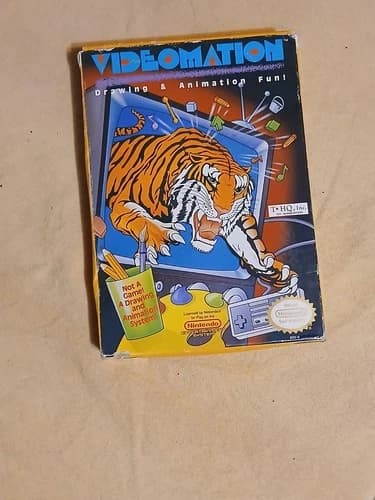 VIDEOMATION
Drawing & Animation Fun!
T•HQ, Inc.
Not A
Game!
A Drawing
and
Animation
System!
Licensed by Nintendo®
for Play on the
Nintendo